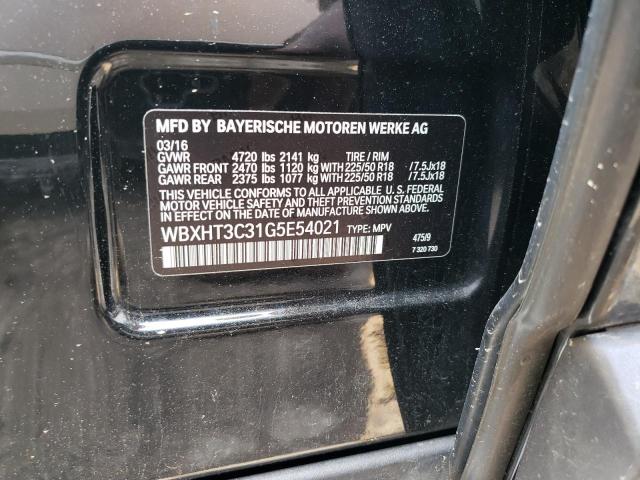 MFD BY BAYERISCHE MOTOREN WERKE AG
03/16
GVWR 4720 lbs 2141 kg TIRE / RIM
GAWR FRONT 2470 lbs 1120 kg WITH 225/50 R18 /7.5Jx18
GAWR REAR 2375 lbs 1077 kg WITH 225/50 R18 /7.5Jx18
THIS VEHICLE CONFORMS TO ALL APPLICABLE U. S. FEDERAL
MOTOR VEHICLE SAFETY, BUMPER, AND THEFT PREVENTION
STANDARDS IN EFFECT ON THE DATE OF MANUFACTURE SHOWN ABOVE.
WBXHT3C31G5E54021 TYPE: MPV
475/9
7 320 730